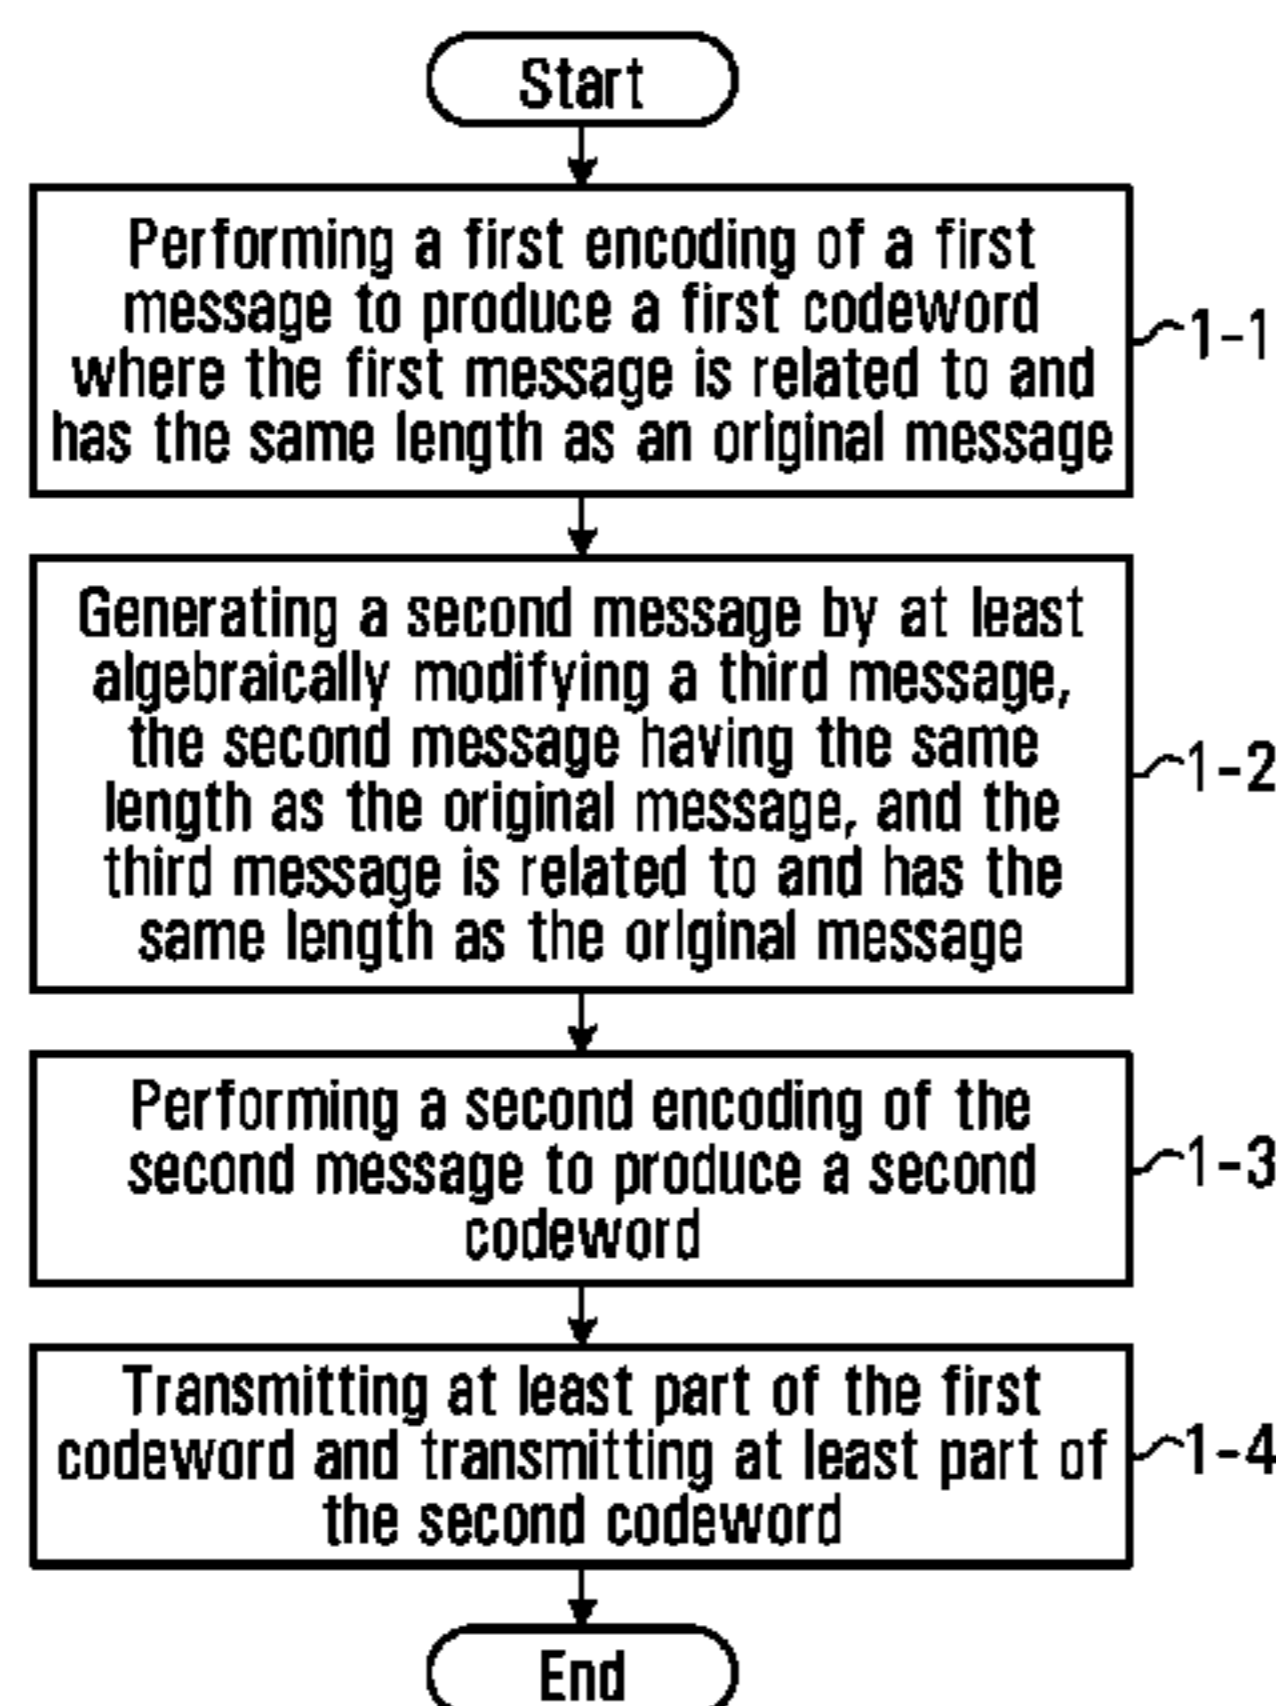 Start
Performing a first encoding of a first
message to produce a first codeword
where the first message is related to and
has the same length as an original message
1-1
Generating a second message by at least
algebraically modifying a third message,
the second message having the same
length as the original message, and the
third message is related to and has the
same length as the original message
1-2
Performing a second encoding of the
second message to produce a second
codeword
1-3
Transmitting at least part of the first
codeword and transmitting at least part of
the second codeword
1-4
End